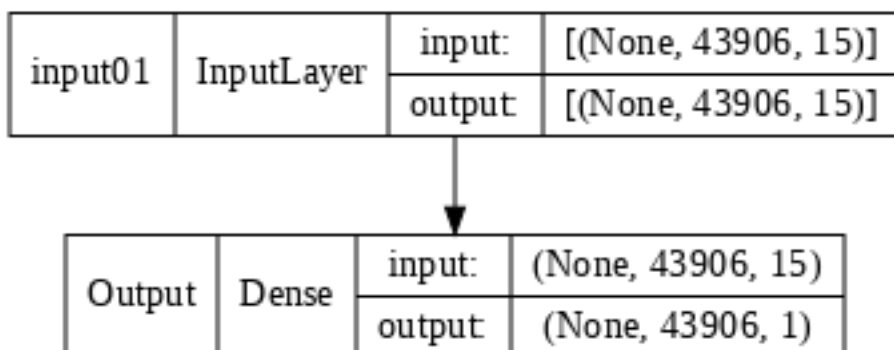 input01 InputLayer input: [(None, 43906, 15)]
output: [(None, 43906, 15)]
Output Dense input: (None, 43906, 15)
output: (None, 43906, 1)